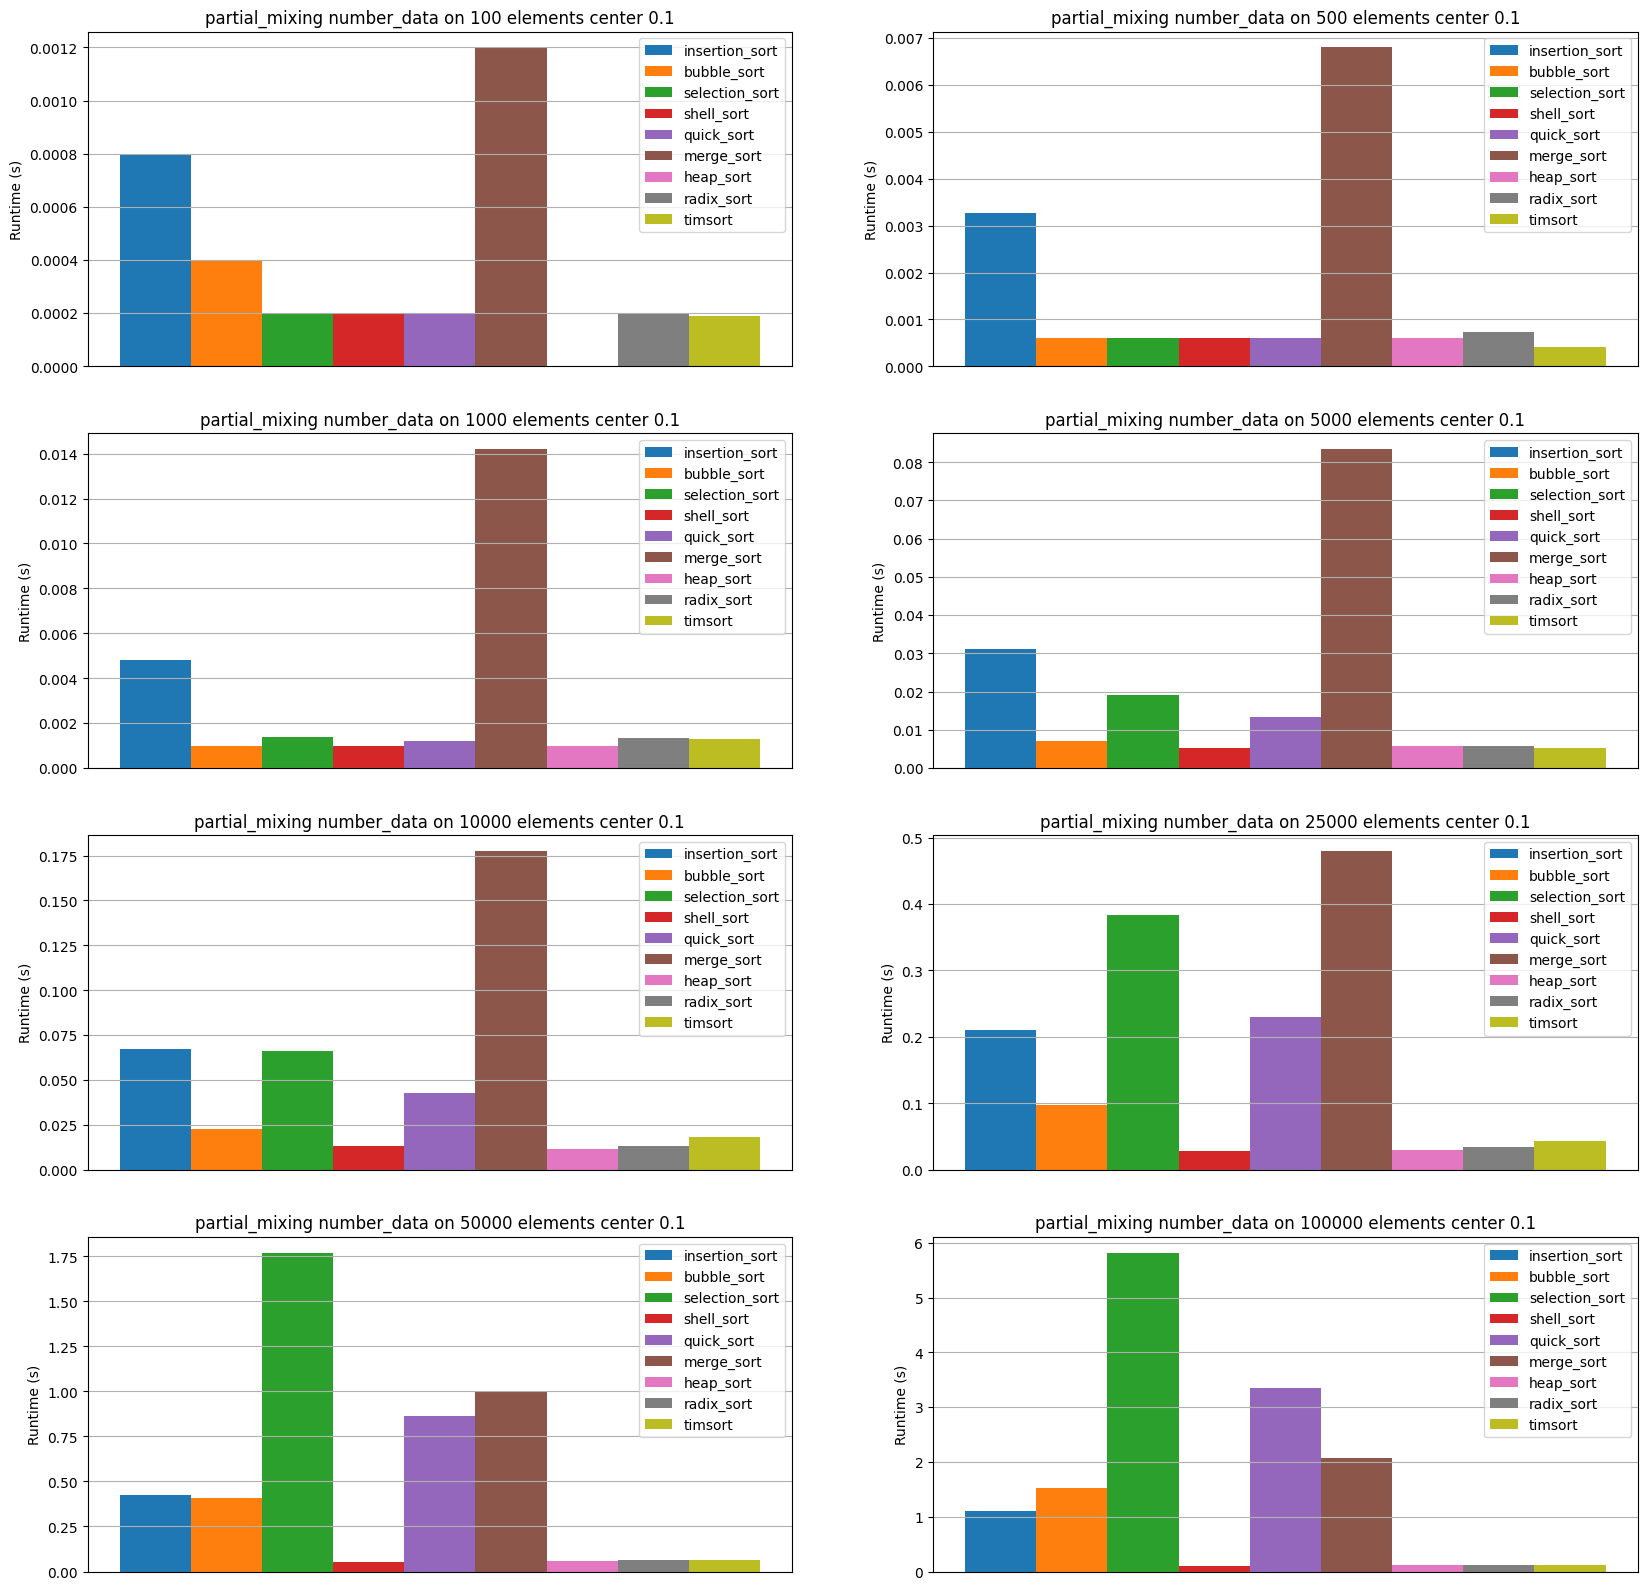 partial_mixing number_data on 100 elements center 0.1
Runtime (s)
0.0012
0.0010
0.0008
0.0006
0.0004
0.0002
0.0000
insertion_sort
bubble_sort
selection_sort
shell_sort
quick_sort
merge_sort
heap_sort
radix_sort
timsort
partial_mixing number_data on 500 elements center 0.1
Runtime (s)
0.007
0.006
0.005
0.004
0.003
0.002
0.001
0.000
insertion_sort
bubble_sort
selection_sort
shell_sort
quick_sort
merge_sort
heap_sort
radix_sort
timsort
partial_mixing number_data on 1000 elements center 0.1
Runtime (s)
0.014
0.012
0.010
0.008
0.006
0.004
0.002
0.000
insertion_sort
bubble_sort
selection_sort
shell_sort
quick_sort
merge_sort
heap_sort
radix_sort
timsort
partial_mixing number_data on 5000 elements center 0.1
Runtime (s)
0.08
0.07
0.06
0.05
0.04
0.03
0.02
0.01
0.00
insertion_sort
bubble_sort
selection_sort
shell_sort
quick_sort
merge_sort
heap_sort
radix_sort
timsort
partial_mixing number_data on 10000 elements center 0.1
Runtime (s)
0.175
0.150
0.125
0.100
0.075
0.050
0.025
0.000
insertion_sort
bubble_sort
selection_sort
shell_sort
quick_sort
merge_sort
heap_sort
radix_sort
timsort
partial_mixing number_data on 25000 elements center 0.1
Runtime (s)
0.5
0.4
0.3
0.2
0.1
0.0
insertion_sort
bubble_sort
selection_sort
shell_sort
quick_sort
merge_sort
heap_sort
radix_sort
timsort
partial_mixing number_data on 50000 elements center 0.1
Runtime (s)
1.75
1.50
1.25
1.00
0.75
0.50
0.25
0.00
insertion_sort
bubble_sort
selection_sort
shell_sort
quick_sort
merge_sort
heap_sort
radix_sort
timsort
partial_mixing number_data on 100000 elements center 0.1
Runtime (s)
6
5
4
3
2
1
0
insertion_sort
bubble_sort
selection_sort
shell_sort
quick_sort
merge_sort
heap_sort
radix_sort
timsort